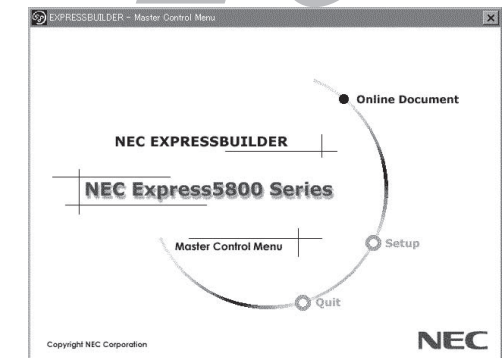 EXPRESSBUILDER - Master Control Menu
Online Document
NEC EXPRESSBUILDER
NEC Express5800 Series
Master Control Menu
Setup
Quit
Copyright NEC Corporation
NEC